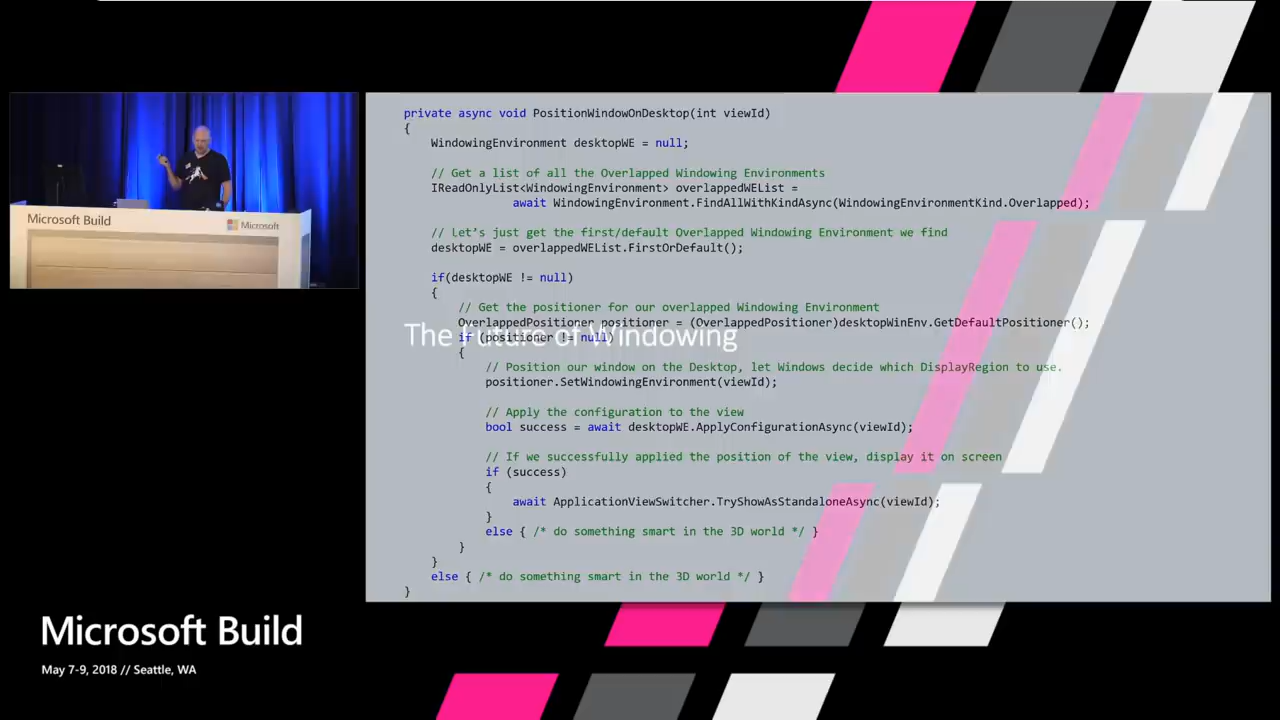 Microsoft Build
Microsoft
private async void PositionWindowOnDesktop(int viewId)
{
WindowingEnvironment desktopWE = null;
// Get a list of all the Overlapped Windowing Environments
IReadOnlyList<WindowingEnvironment> overlappedWEList =
await WindowingEnvironment.FindAllWithKindAsync(WindowingEnvironmentKind.Overlapped);
// Let's just get the first/default Overlapped Windowing Environment we find
desktopWE = overlappedWEList.FirstOrDefault();
if(desktopWE != null)
{
// Get the positioner for our overlapped Windowing Environment
OverlappedPositioner positioner = (OverlappedPositioner)desktopWinEnv.GetDefaultPositioner();
The Future of Windowing
if (positioner != null)
{
// Position our window on the Desktop, let Windows decide which DisplayRegion to use.
positioner.SetWindowingEnvironment(viewId);
// Apply the configuration to the view
bool success = await desktopWE.ApplyConfigurationAsync(viewId);
// If we successfully applied the position of the view, display it on screen
if (success)
{
await ApplicationViewSwitcher.TryShowAsStandaloneAsync(viewId);
}
else { /* do something smart in the 3D world */ }
}
}
else { /* do something smart in the 3D world */ }
}
Microsoft Build
May 7-9, 2018 // Seattle, WA